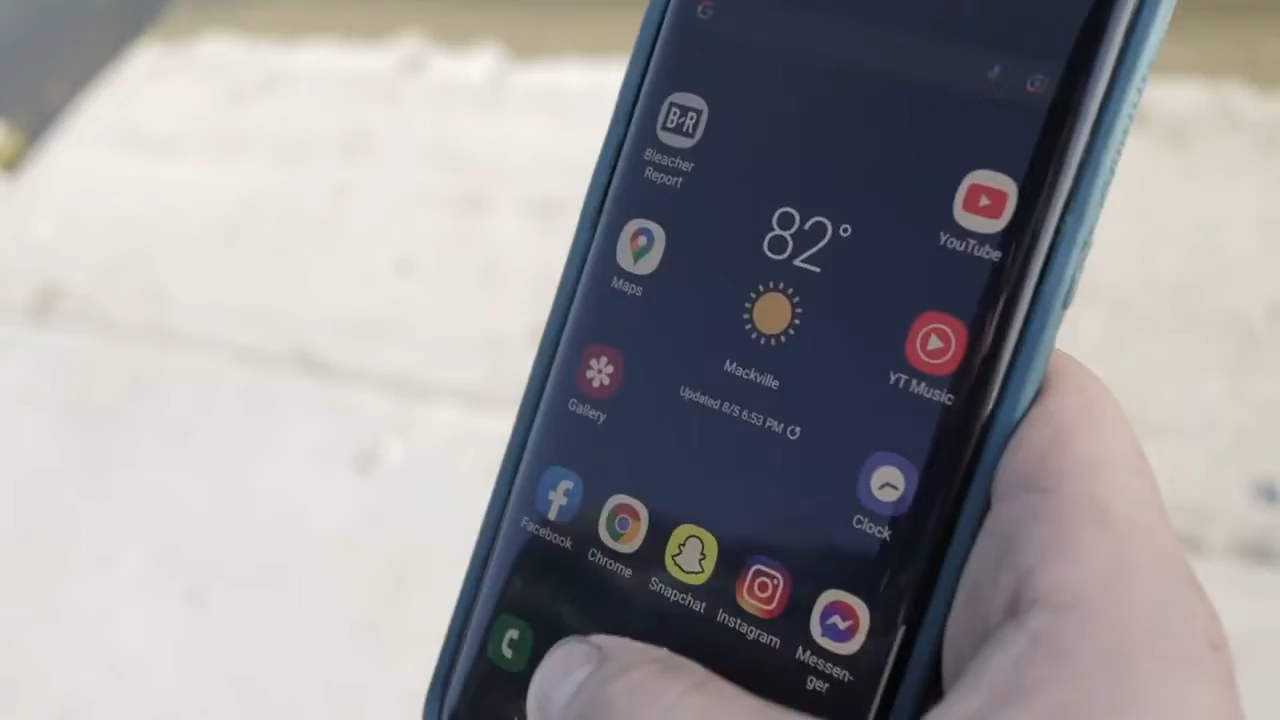 B/R
Bleacher
Report
YouTube
82°
Maps
Mackville
YT Music
Updated 8/5 6:53 PM
Gallery
Clock
Facebook
Chrome
Snapchat
Instagram
Messen-
ger